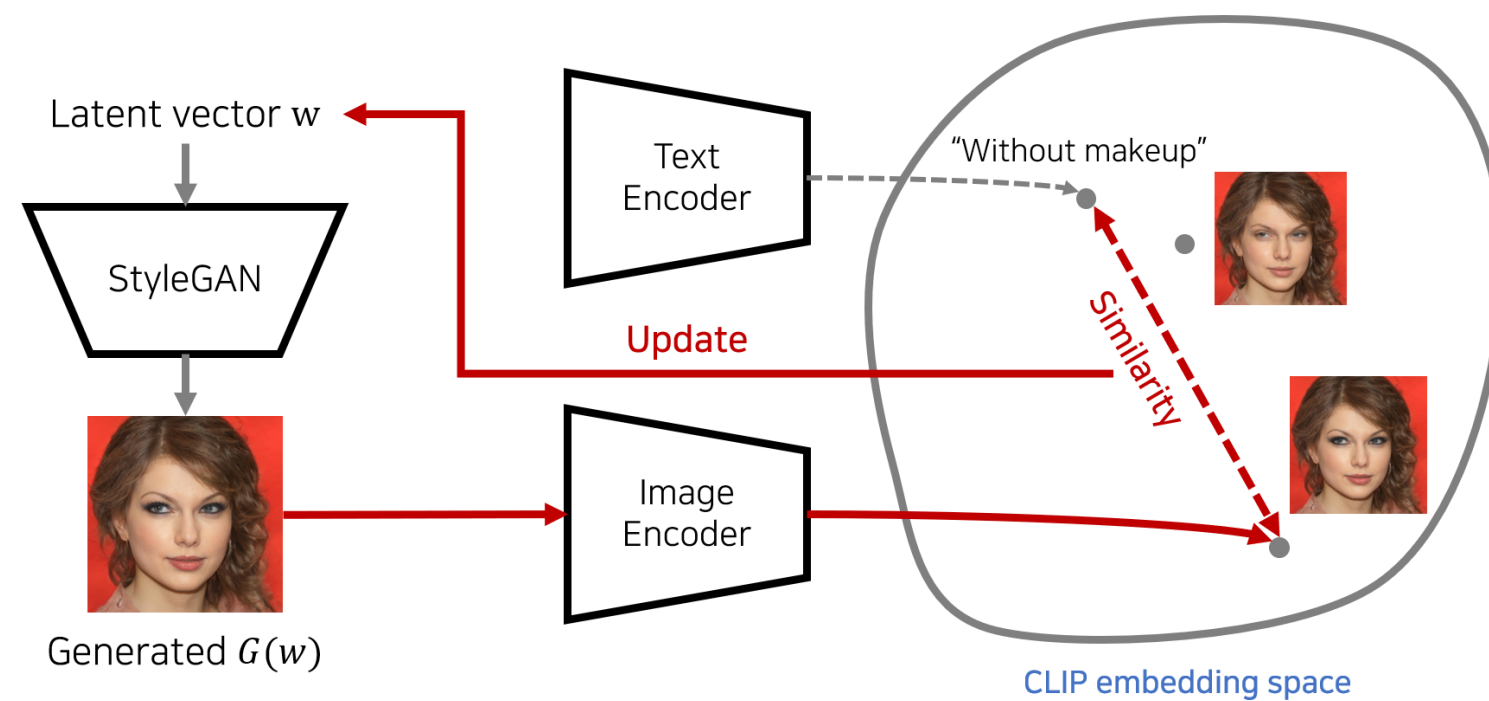 Latent vector w
StyleGAN
Generated G(w)
Text
Encoder
Update
Image
Encoder
“Without makeup”
Similarity
CLIP embedding space